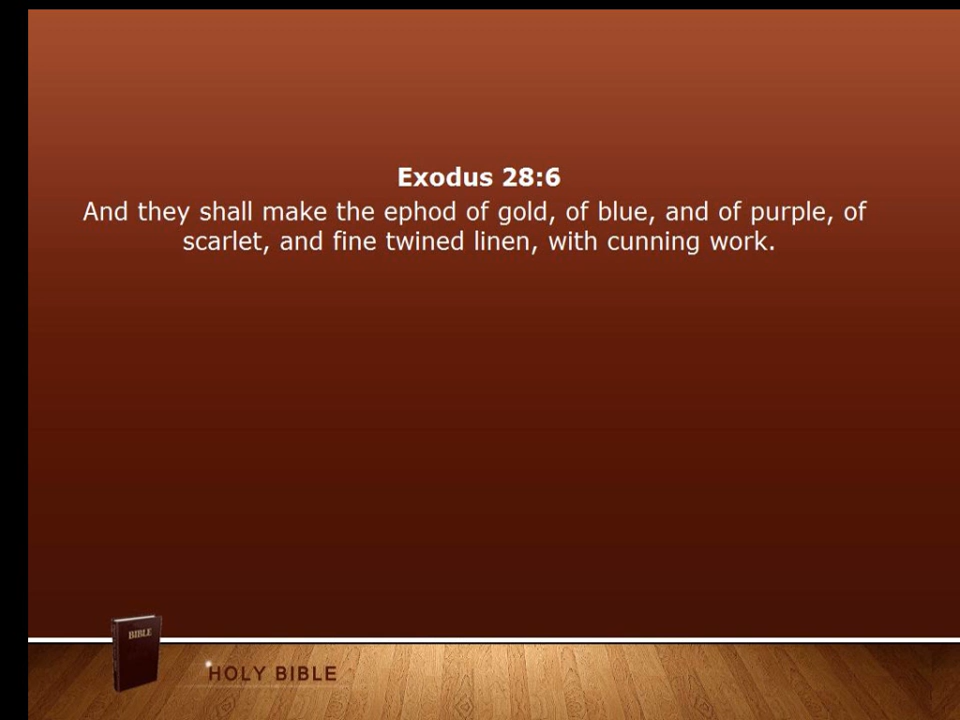 Exodus 28:6
And they shall make the ephod of gold, of blue, and of purple, of
scarlet, and fine twined linen, with cunning work.
BIBLE
HOLY BIBLE